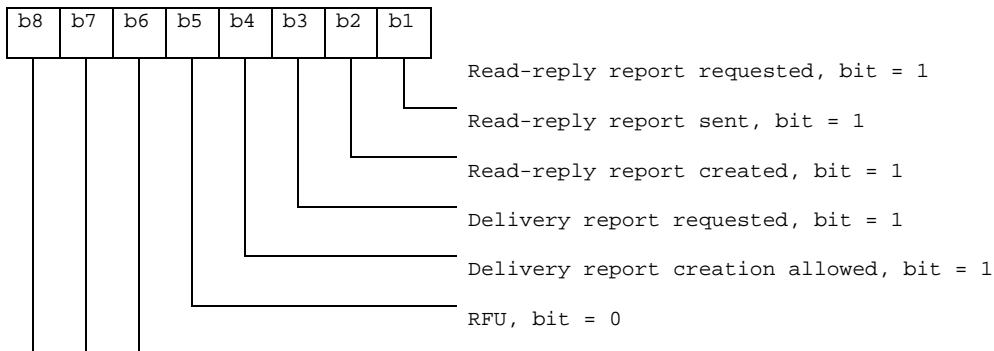 b8 b7 b6 b5 b4 b3 b2 b1
Read-reply report requested, bit = 1
Read-reply report sent, bit = 1
Read-reply report created, bit = 1
Delivery report requested, bit = 1
Delivery report creation allowed, bit = 1
RFU, bit = 0